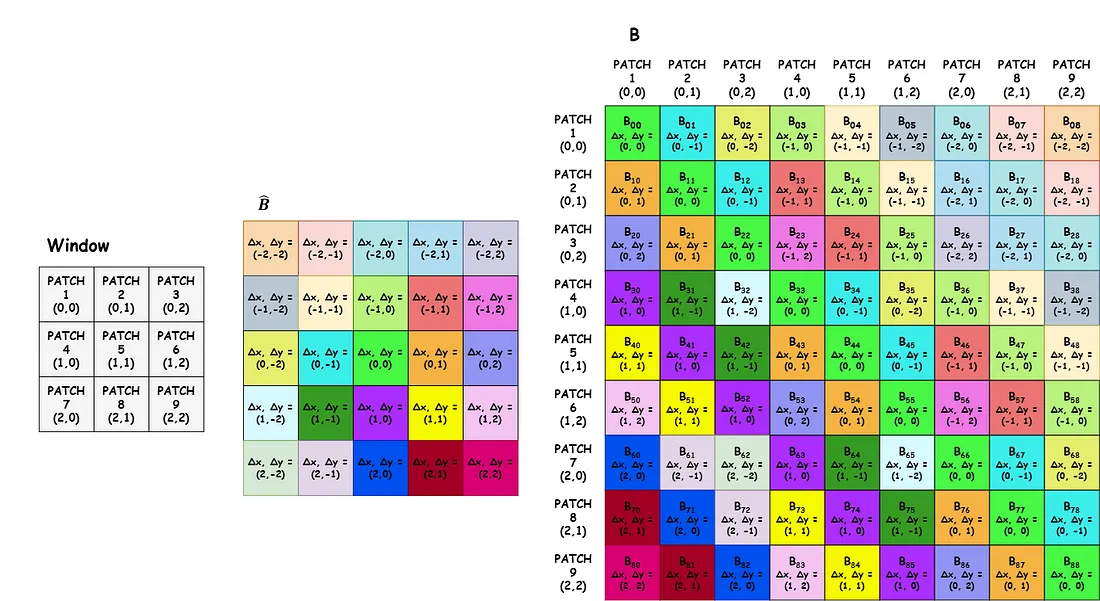 Window
PATCH PATCH PATCH
1 2 3
(0,0) (0,1) (0,2)
PATCH PATCH PATCH
4 5 6
(1,0) (1,1) (1,2)
PATCH PATCH PATCH
7 8 9
(2,0) (2,1) (2,2)
B̂
Δx, Δy = Δx, Δy = Δx, Δy = Δx, Δy = Δx, Δy =
(-2,-2) (-2,-1) (-2,0) (-2,1) (-2,2)
Δx, Δy = Δx, Δy = Δx, Δy = Δx, Δy = Δx, Δy =
(-1,-2) (-1,-1) (-1,0) (-1,1) (-1,2)
Δx, Δy = Δx, Δy = Δx, Δy = Δx, Δy = Δx, Δy =
(0,-2) (0,-1) (0,0) (0,1) (0,2)
Δx, Δy = Δx, Δy = Δx, Δy = Δx, Δy = Δx, Δy =
(1,-2) (1,-1) (1,0) (1,1) (1,2)
Δx, Δy = Δx, Δy = Δx, Δy = Δx, Δy = Δx, Δy =
(2,-2) (2,-1) (2,0) (2,1) (2,2)
B
PATCH PATCH PATCH PATCH PATCH PATCH PATCH PATCH PATCH
1 2 3 4 5 6 7 8 9
(0,0) (0,1) (0,2) (1,0) (1,1) (1,2) (2,0) (2,1) (2,2)
PATCH B00 B01 B02 B03 B04 B05 B06 B07 B08
1 Δx, Δy = Δx, Δy = Δx, Δy = Δx, Δy = Δx, Δy = Δx, Δy = Δx, Δy = Δx, Δy = Δx, Δy =
(0,0) (0, 0) (0, -1) (0, -2) (-1, 0) (-1, -1) (-1, -2) (-2, 0) (-2, -1) (-2, -2)
PATCH B10 B11 B12 B13 B14 B15 B16 B17 B18
2 Δx, Δy = Δx, Δy = Δx, Δy = Δx, Δy = Δx, Δy = Δx, Δy = Δx, Δy = Δx, Δy = Δx, Δy =
(0,1) (0, 1) (0, 0) (0, -1) (-1, 1) (-1, 0) (-1, -1) (-2, 1) (-2, 0) (-2, -1)
PATCH B20 B21 B22 B23 B24 B25 B26 B27 B28
3 Δx, Δy = Δx, Δy = Δx, Δy = Δx, Δy = Δx, Δy = Δx, Δy = Δx, Δy = Δx, Δy = Δx, Δy =
(0,2) (0, 2) (0, 1) (0, 0) (-1, 2) (-1, 1) (-1, 0) (-2, 2) (-2, 1) (-2, 0)
PATCH B30 B31 B32 B33 B34 B35 B36 B37 B38
4 Δx, Δy = Δx, Δy = Δx, Δy = Δx, Δy = Δx, Δy = Δx, Δy = Δx, Δy = Δx, Δy = Δx, Δy =
(1,0) (1, 0) (1, -1) (1, -2) (0, 0) (0, -1) (0, -2) (-1, 0) (-1, -1) (-1, -2)
PATCH B40 B41 B42 B43 B44 B45 B46 B47 B48
5 Δx, Δy = Δx, Δy = Δx, Δy = Δx, Δy = Δx, Δy = Δx, Δy = Δx, Δy = Δx, Δy = Δx, Δy =
(1,1) (1, 1) (1, 0) (1, -1) (0, 1) (0, 0) (0, -1) (-1, 1) (-1, 0) (-1, -1)
PATCH B50 B51 B52 B53 B54 B55 B56 B57 B58
6 Δx, Δy = Δx, Δy = Δx, Δy = Δx, Δy = Δx, Δy = Δx, Δy = Δx, Δy = Δx, Δy = Δx, Δy =
(1,2) (1, 2) (1, 1) (1, 0) (0, 2) (0, 1) (0, 0) (-1, 2) (-1, 1) (-1, 0)
PATCH B60 B61 B62 B63 B64 B65 B66 B67 B68
7 Δx, Δy = Δx, Δy = Δx, Δy = Δx, Δy = Δx, Δy = Δx, Δy = Δx, Δy = Δx, Δy = Δx, Δy =
(2,0) (2, 0) (2, -1) (2, -2) (1, 0) (1, -1) (1, -2) (0, 0) (0, -1) (0, -2)
PATCH B70 B71 B72 B73 B74 B75 B76 B77 B78
8 Δx, Δy = Δx, Δy = Δx, Δy = Δx, Δy = Δx, Δy = Δx, Δy = Δx, Δy = Δx, Δy = Δx, Δy =
(2,1) (2, 1) (2, 0) (2, -1) (1, 1) (1, 0) (1, -1) (0, 1) (0, 0) (0, -1)
PATCH B80 B81 B82 B83 B84 B85 B86 B87 B88
9 Δx, Δy = Δx, Δy = Δx, Δy = Δx, Δy = Δx, Δy = Δx, Δy = Δx, Δy = Δx, Δy = Δx, Δy =
(2,2) (2, 2) (2, 1) (2, 0) (1, 2) (1, 1) (1, 0) (0, 2) (0, 1) (0, 0)